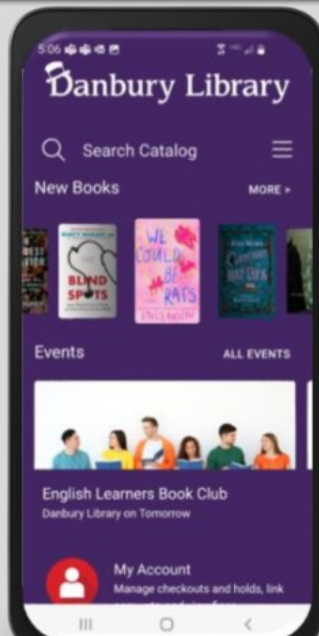 5:06
Danbury Library
Search Catalog
New Books
MORE >
BLIND
SPOTS
WE
COULD
BE
RATS
Events
ALL EVENTS
English Learners Book Club
Danbury Library on Tomorrow
My Account
Manage checkouts and holds, link